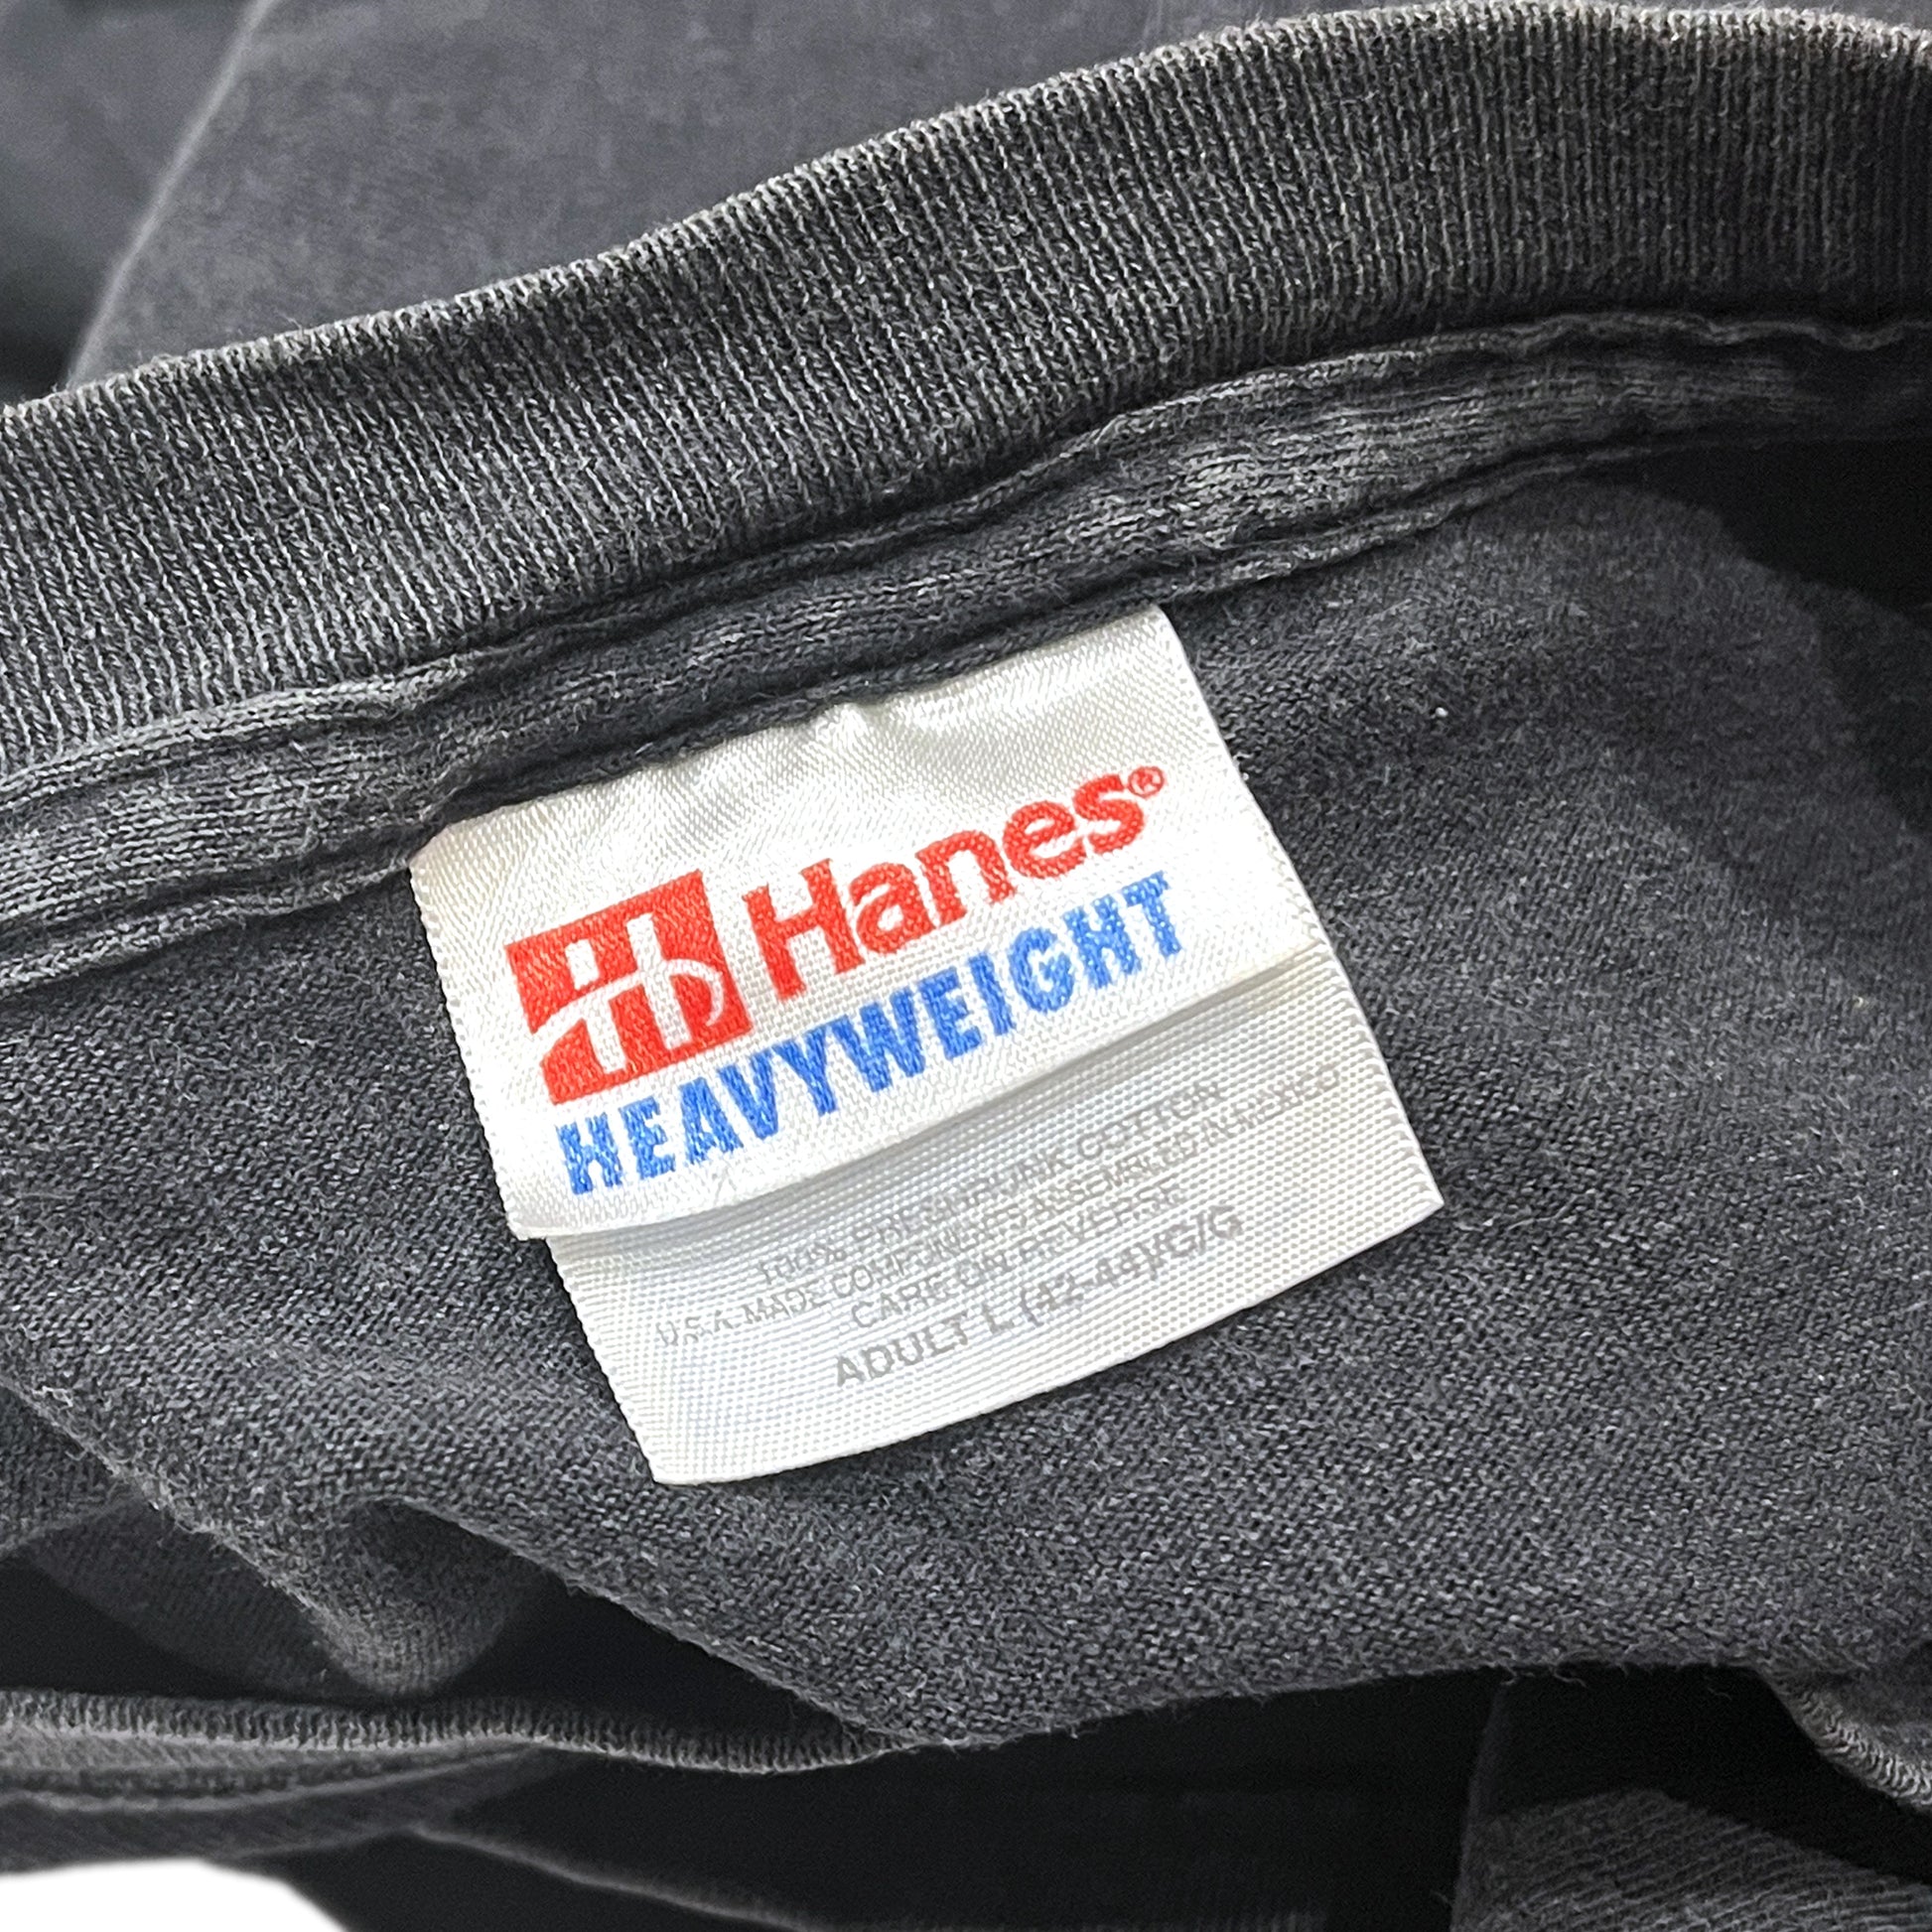 Hanes®
HEAVYWEIGHT
100% PRESHRUNK COTTON
U.S.A. MADE COMPONENTS ASSEMBLED IN MEXICO
CARE ON REVERSE
ADULT L (42-44)/G/G